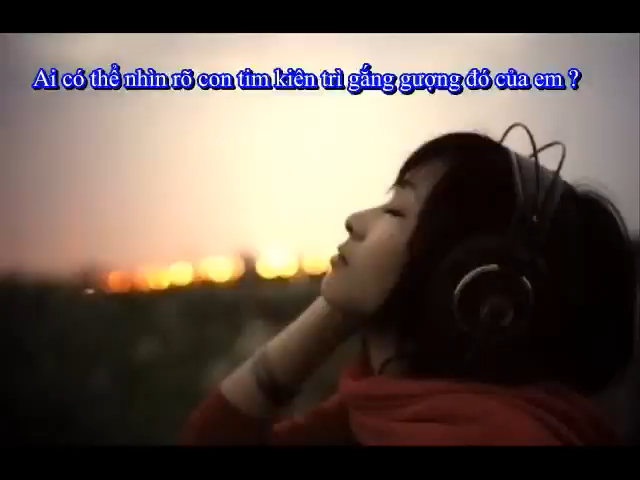 Ai có thể nhìn rõ con tim kiên trì gắng gượng đó của em ?